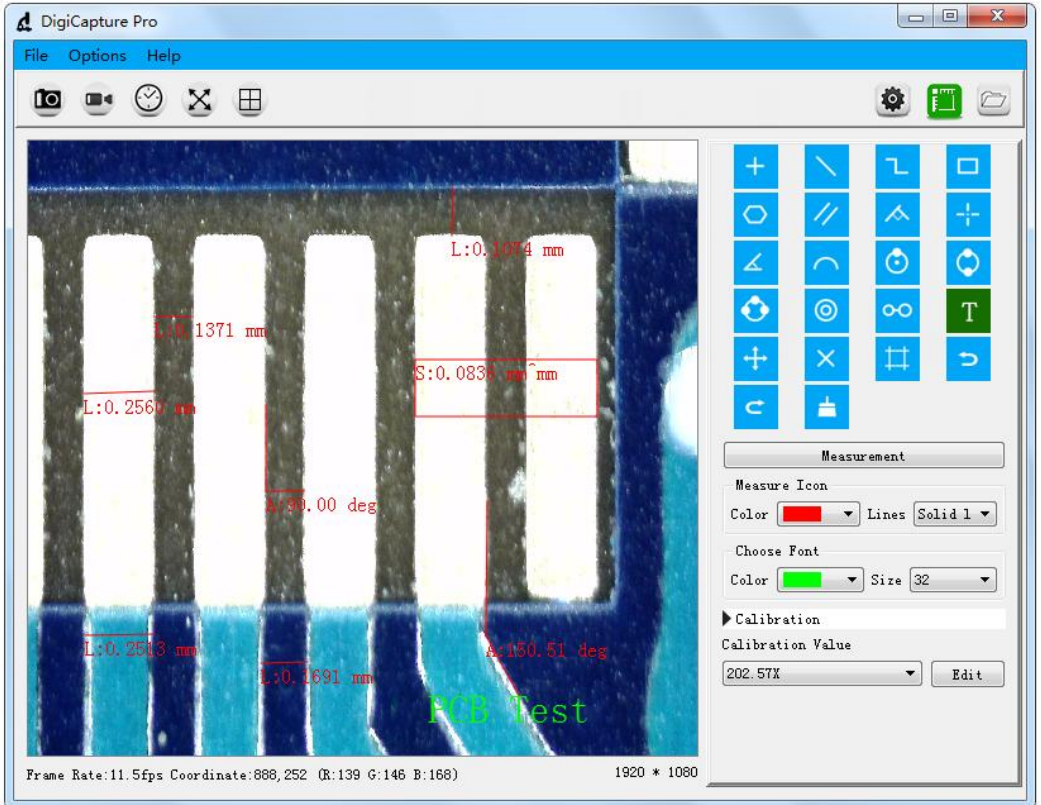 DigiCapture Pro
File Options Help
L:0.1074 mm
L:0.1371 mm
S:0.0836 mm^mm
L:0.2560 mm
A:90.00 deg
L:0.2513 mm
A:150.51 deg
L:0.1691 mm
PCB Test
T
Measurement
Measure Icon
Color Lines Solid l
Choose Font
Color Size 32
Calibration
Calibration Value
202.57X Edit
Frame Rate:11.5fps Coordinate:888,252 (R:139 G:146 B:168) 1920 * 1080